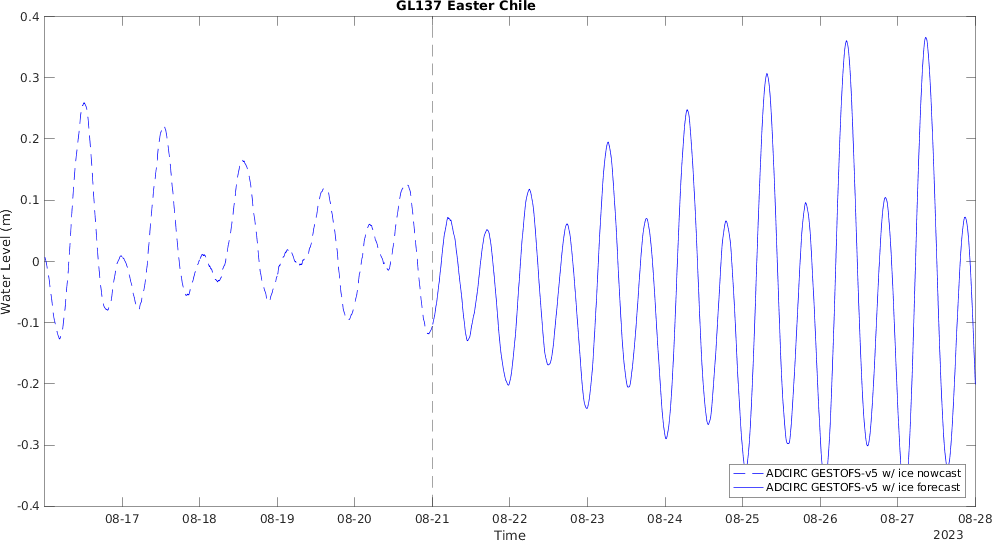 GL137 Easter Chile
0.4
0.3
0.2
0.1
0
-0.1
-0.2
-0.3
-0.4
Water Level (m)
ADCIRC GESTOFS-v5 w/ ice nowcast
ADCIRC GESTOFS-v5 w/ ice forecast
08-17 08-18 08-19 08-20 08-21 08-22 08-23 08-24 08-25 08-26 08-27 08-28
Time
2023